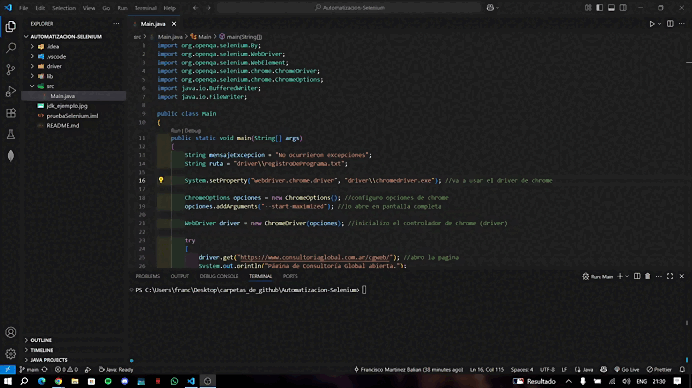 File Edit Selection View Go Run Terminal Help
Automatizacion-Selenium
EXPLORER
AUTOMATIZACION-SELENIUM
.idea
.vscode
driver
lib
src
Main.java
jdk_ejemplo.jpg
pruebaSelenium.iml
README.md
OUTLINE
TIMELINE
JAVA PROJECTS
Main.java
src > Main.java > Main > main(String[])
1 import org.openqa.selenium.By;
2 import org.openqa.selenium.WebDriver;
3 import org.openqa.selenium.WebElement;
4 import org.openqa.selenium.chrome.ChromeDriver;
5 import org.openqa.selenium.chrome.ChromeOptions;
6 import java.io.BufferedWriter;
7 import java.io.FileWriter;
8
9 public class Main
10 {
Run | Debug
11 public static void main(String[] args)
12 {
13 String mensajeExcepcion = "No ocurrieron excepciones";
14 String ruta = "driver\\registroDePrograma.txt";
15
16 System.setProperty("webdriver.chrome.driver", "driver\\chromedriver.exe"); //va a usar el driver de chrome
17
18 ChromeOptions opciones = new ChromeOptions(); //configuro opciones de chrome
19 opciones.addArguments("--start-maximized"); //lo abre en pantalla completa
20
21 WebDriver driver = new ChromeDriver(opciones); //inicializo el controlador de chrome (driver)
22
23 try
24 {
25 driver.get("https://www.consultoriaglobal.com.ar/cgweb/"); //abro la pagina
26 System.out.println("Página de Consultoría Global abierta.");
PROBLEMS OUTPUT DEBUG CONSOLE TERMINAL PORTS
Run: Main
PS C:\Users\franc\Desktop\carpetas_de_github\Automatizacion-Selenium>
main 0 0 Java: Ready
Francisco Martinez Balian (38 minutes ago) Ln 16, Col 115 Spaces: 4 UTF-8 LF Java Go Live Prettier
Resultado ENG 21:30